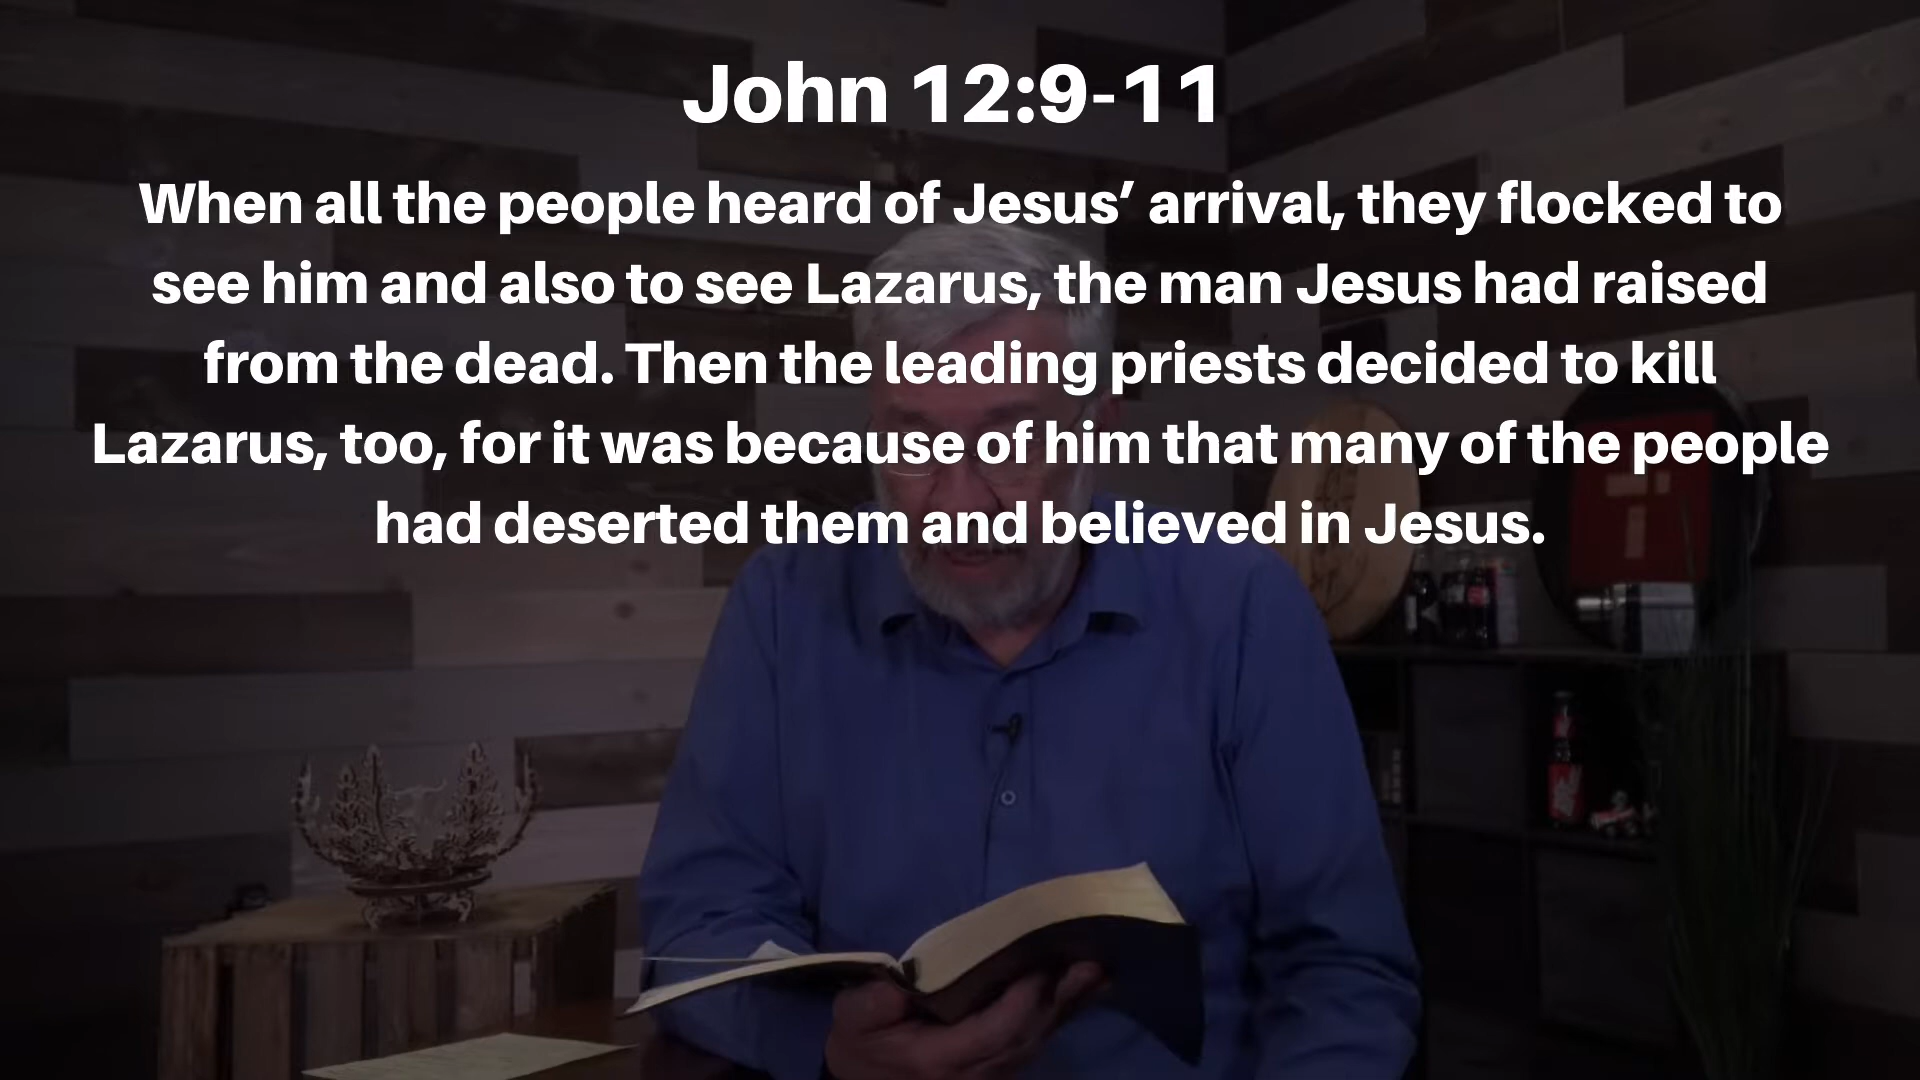 John 12:9-11
When all the people heard of Jesus’ arrival, they flocked to
see him and also to see Lazarus, the man Jesus had raised
from the dead. Then the leading priests decided to kill
Lazarus, too, for it was because of him that many of the people
had deserted them and believed in Jesus.